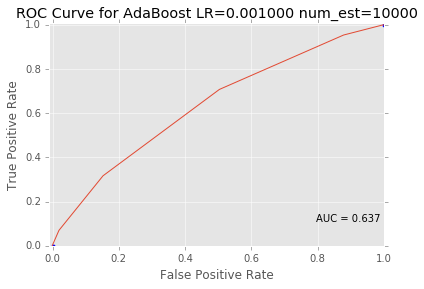 ROC Curve for AdaBoost LR=0.001000 num_est=10000
True Positive Rate
1.0
0.8
0.6
0.4
0.2
0.0
AUC = 0.637
0.0 0.2 0.4 0.6 0.8 1.0
False Positive Rate